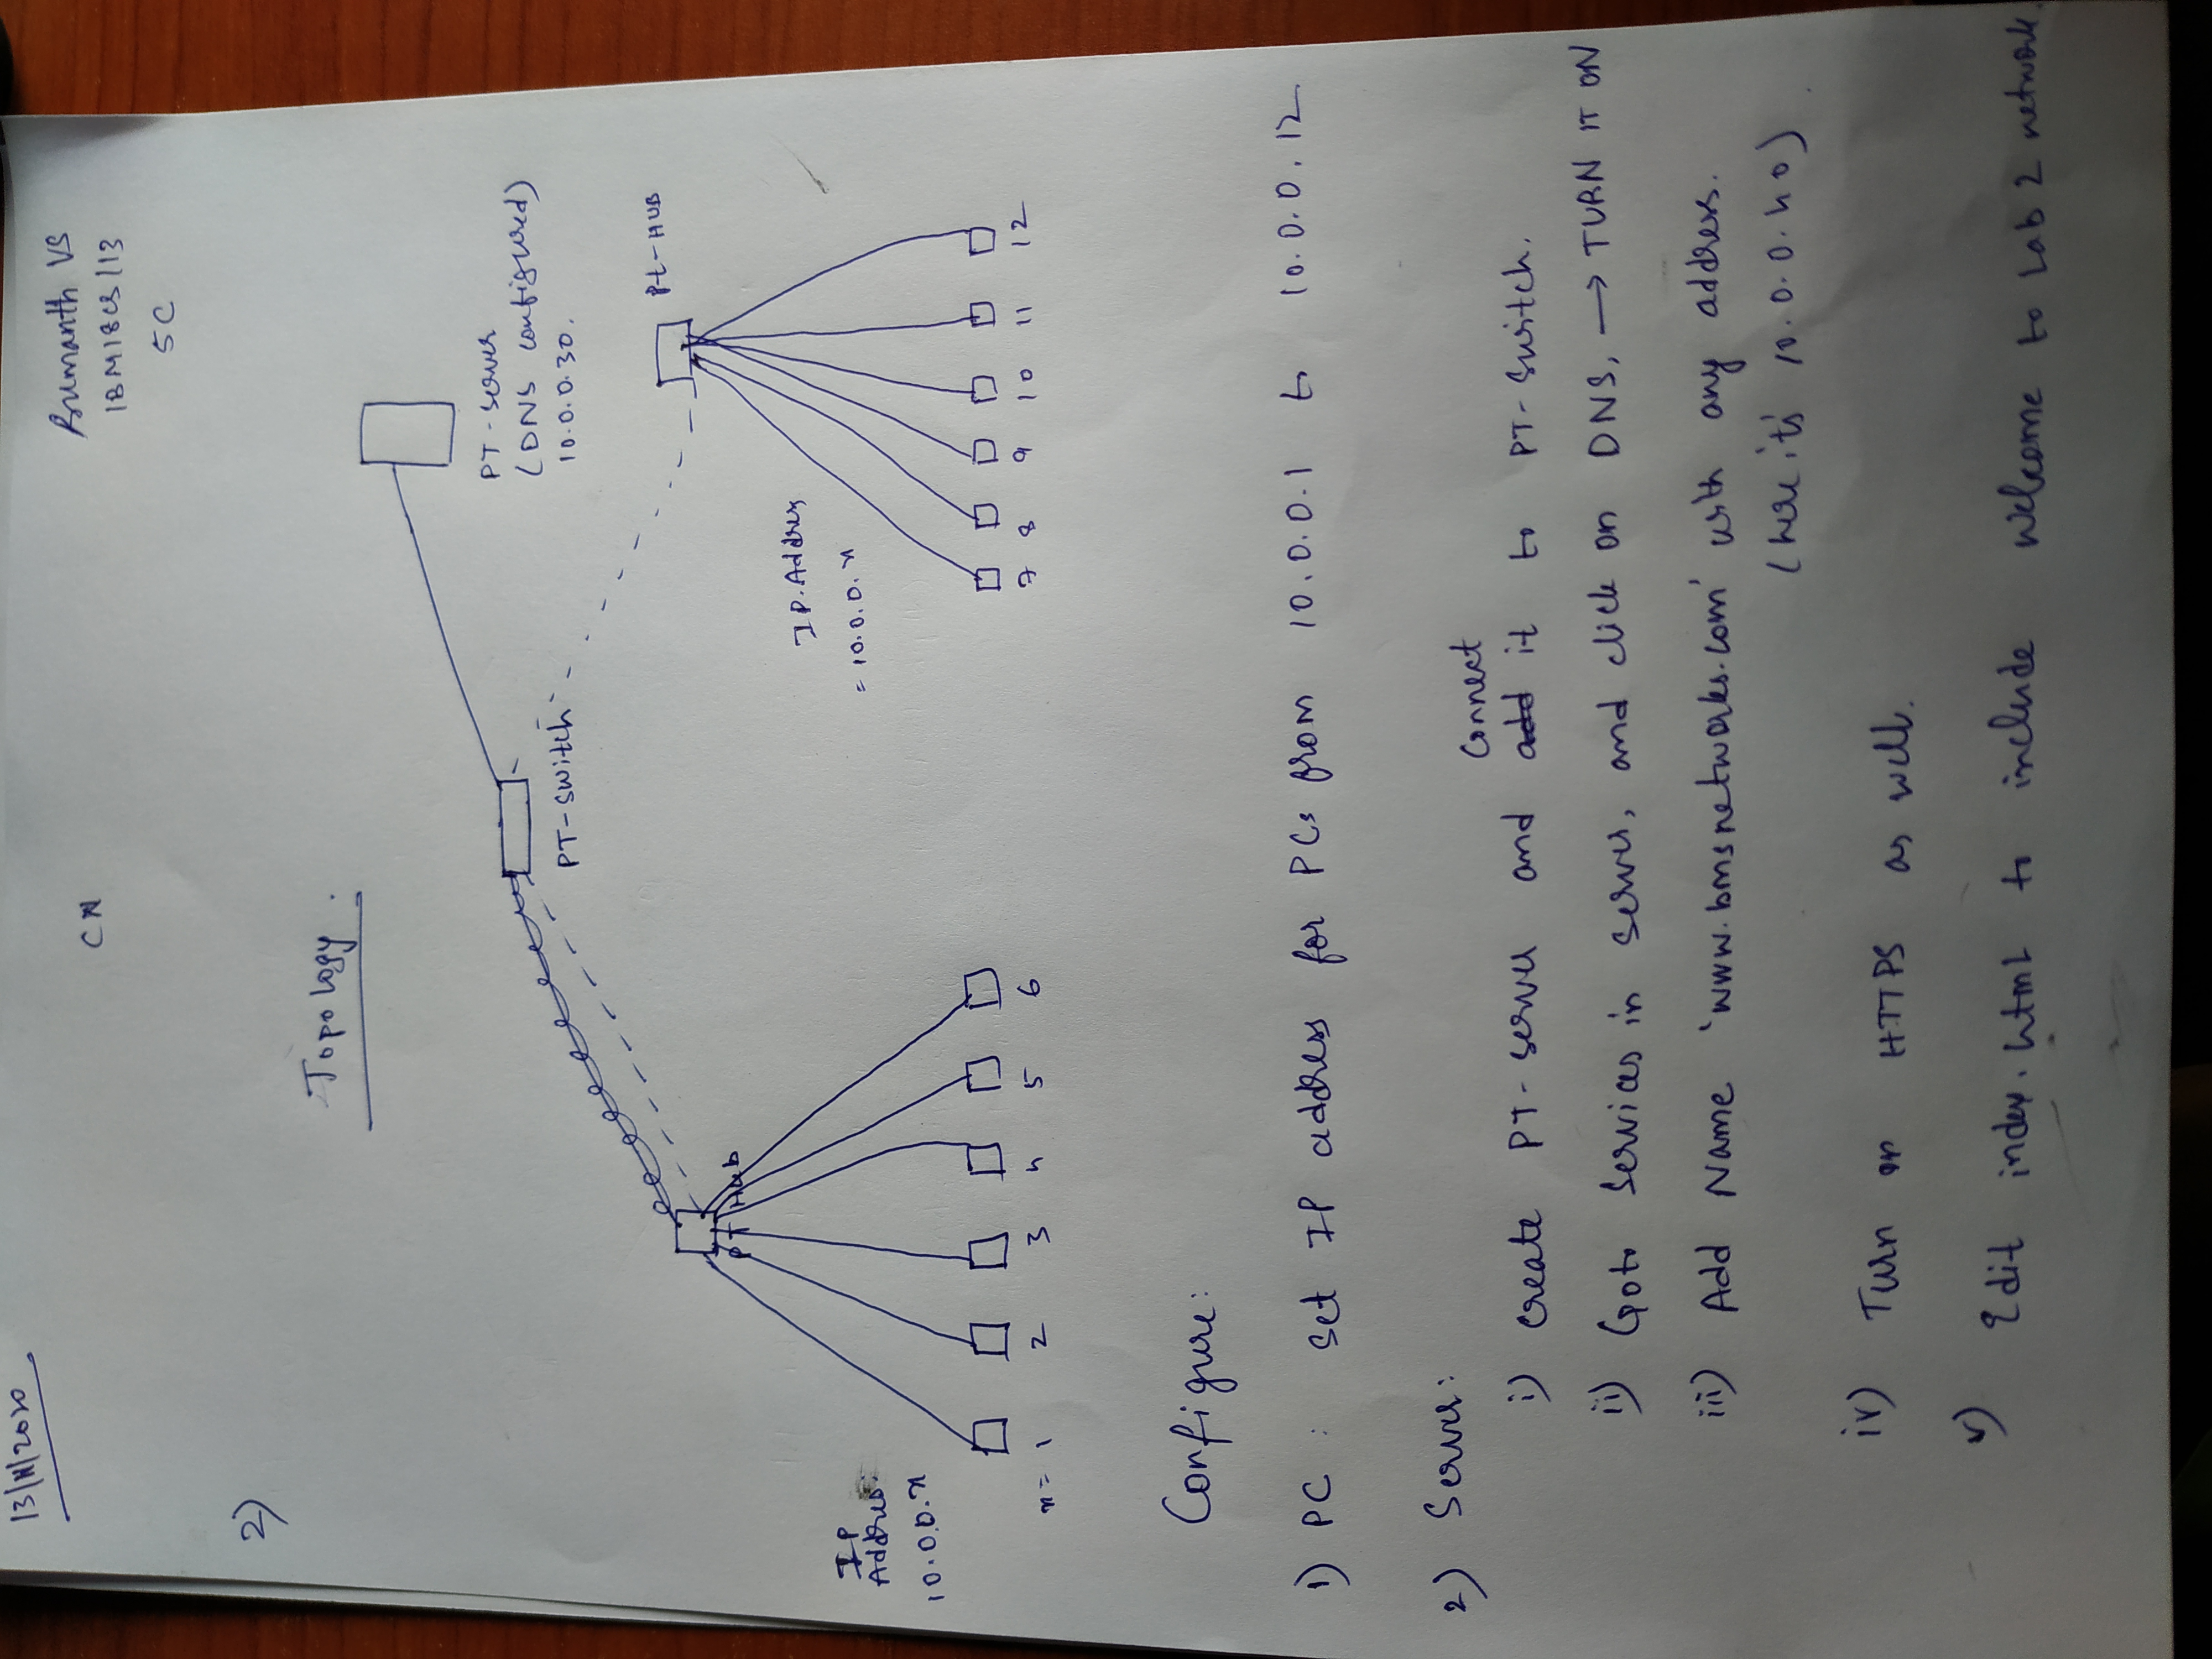 13/11/2020
CN
VS
1BM18CS113
5C
2)
Topology.
PT-Server
(DNS configured)
10.0.0.30.
PT-Switch
Pt-HUB
PT Hub
IP. Address
= 10.0.0.n
IP
Address.
10.0.0.n
n= 1 2 3 4 5 6
7 8 9 10 11 12
Configure:
1) PC : Set IP address for PCs from 10.0.0.1 to 10.0.0.12
2) Server:
Connect
i) create PT-server and add it to PT-Switch.
ii) Goto Services in server, and click on DNS, → TURN IT ON
iii) Add Name 'www.bmsnetworks.com' with any address.
(here it's 10.0.0.40)
iv) Turn on HTTPS as well.
v) Edit index.html to include Welcome to Lab 2 network.